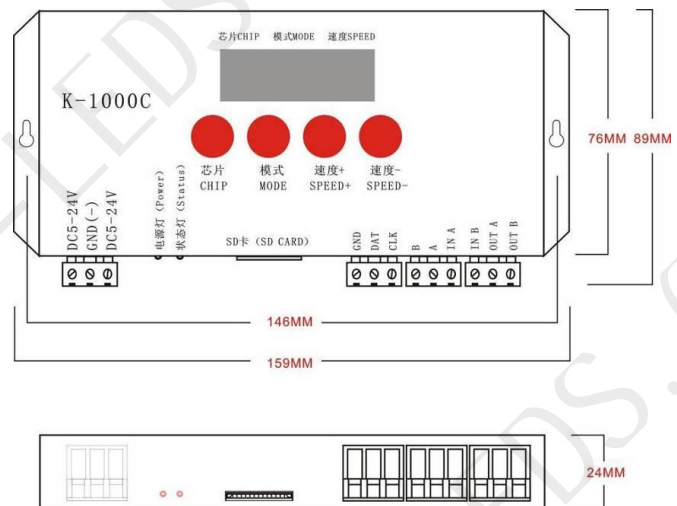 芯片CHIP 模式MODE 速度SPEED
K-1000C
芯片 模式 速度+ 速度-
CHIP MODE SPEED+ SPEED-
76MM 89MM
DC5-24V
GND(-)
DC5-24V
电源灯 (Power)
状态灯 (Status)
SD卡 (SD CARD)
GND
DAT
CLK
B
A
IN A
IN B
OUT A
OUT B
146MM
159MM
24MM